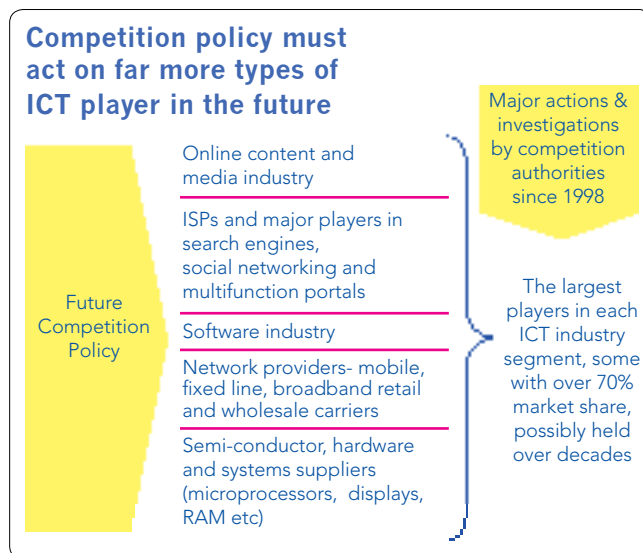 Competition policy must
act on far more types of
ICT player in the future
Future
Competition
Policy
Online content and
media industry
ISPs and major players in
search engines,
social networking and
multifunction portals
Software industry
Network providers- mobile,
fixed line, broadband retail
and wholesale carriers
Semi-conductor, hardware
and systems suppliers
(microprocessors, displays,
RAM etc)
Major actions &
investigations
by competition
authorities
since 1998
The largest
players in each
ICT industry
segment, some
with over 70%
market share,
possibly held
over decades